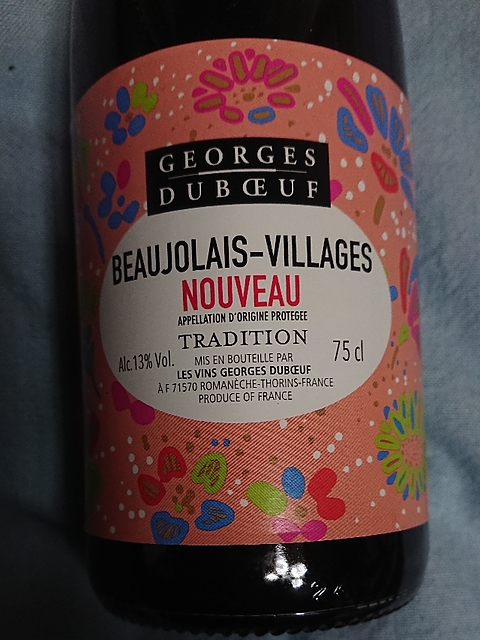 GEORGES
DUBŒUF
BEAUJOLAIS-VILLAGES
NOUVEAU
APPELLATION D'ORIGINE PROTEGEE
TRADITION
Alc.13% Vol.
75 cl
MIS EN BOUTEILLE PAR
LES VINS GEORGES DUBŒUF
À F 71570 ROMANÈCHE-THORINS-FRANCE
PRODUCE OF FRANCE